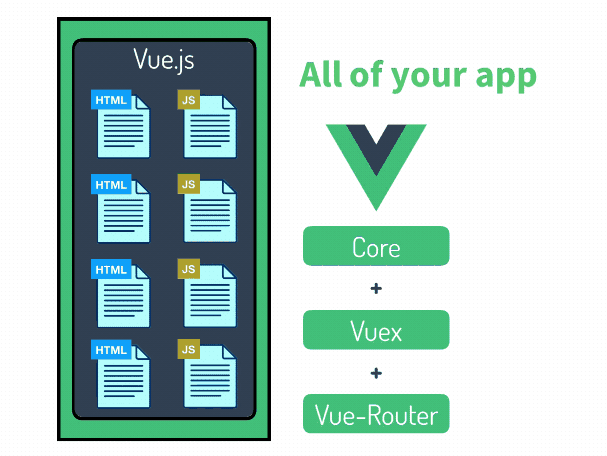 Vue.js
HTML JS
HTML JS
HTML JS
HTML JS
All of your app
Core
+
Vuex
+
Vue-Router